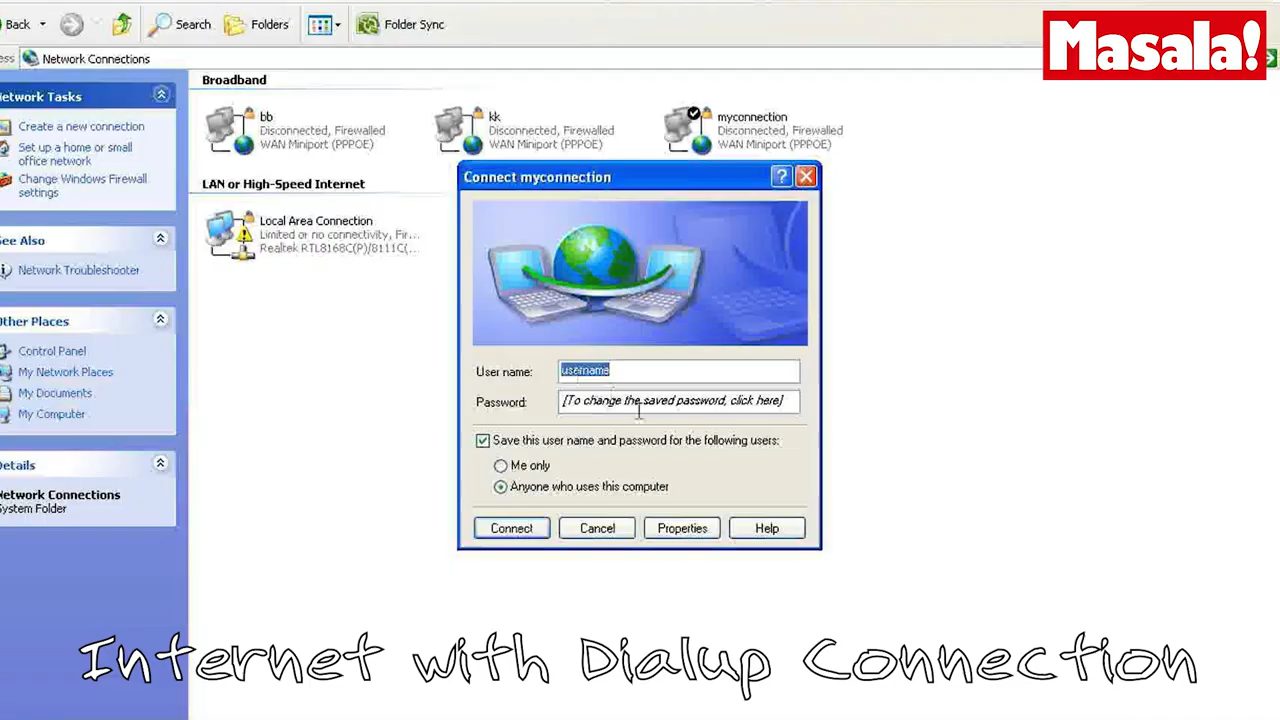 Back
Search
Folders
Folder Sync
Masala!
ess
Network Connections
Network Tasks
Create a new connection
Set up a home or small
office network
Change Windows Firewall
settings
See Also
Network Troubleshooter
Other Places
Control Panel
My Network Places
My Documents
My Computer
Details
Network Connections
System Folder
Broadband
bb
Disconnected, Firewalled
WAN Miniport (PPPOE)
kk
Disconnected, Firewalled
WAN Miniport (PPPOE)
myconnection
Disconnected, Firewalled
WAN Miniport (PPPOE)
LAN or High-Speed Internet
Local Area Connection
Limited or no connectivity, Fir...
Realtek RTL8168C(P)/8111C(...
Connect myconnection
User name: username
Password: [To change the saved password, click here]
Save this user name and password for the following users:
Me only
Anyone who uses this computer
Connect
Cancel
Properties
Help
Internet with Dialup Connection